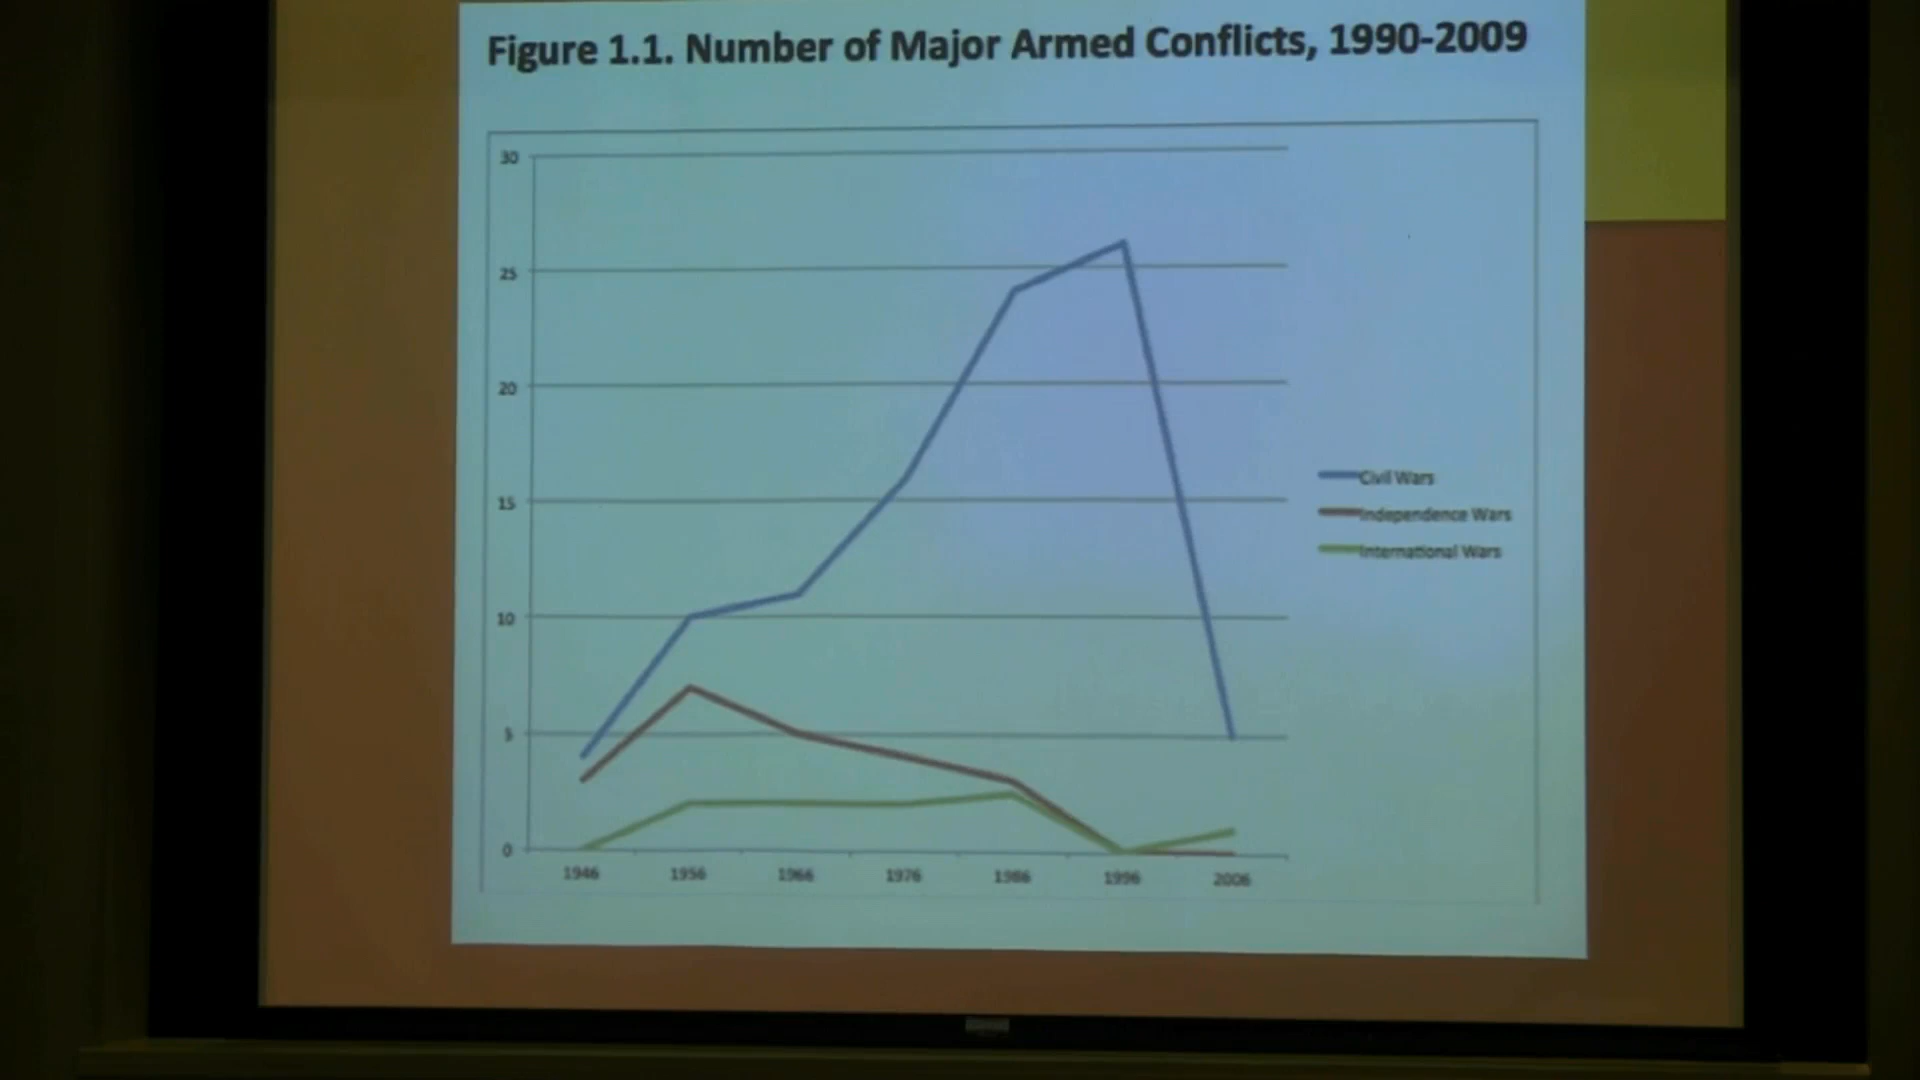 Figure 1.1. Number of Major Armed Conflicts, 1990-2009
30
25
20
15
10
5
0
1946 1956 1966 1976 1986 1996 2006
Civil Wars
Independence Wars
International Wars